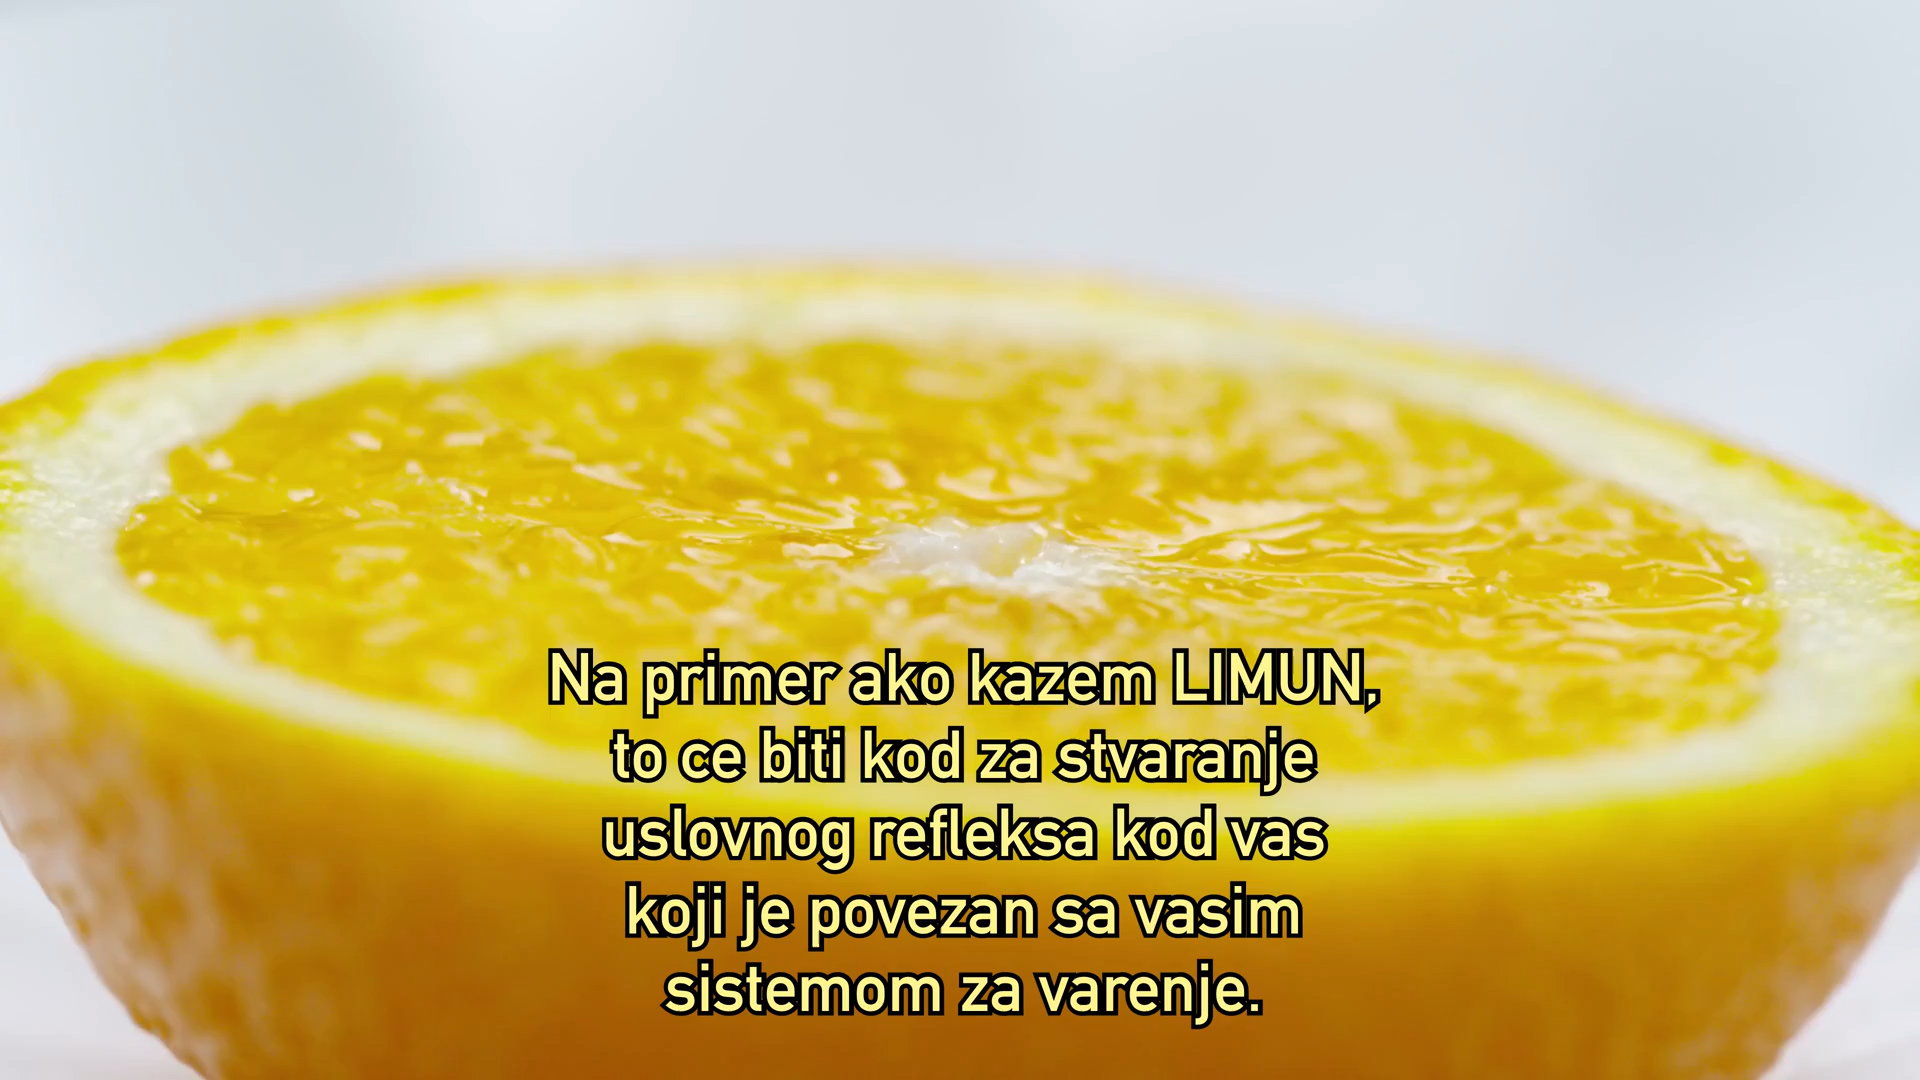 Na primer ako kazem LIMUN,
to ce biti kod za stvaranje
uslovnog refleksa kod vas
koji je povezan sa vasim
sistemom za varenje.